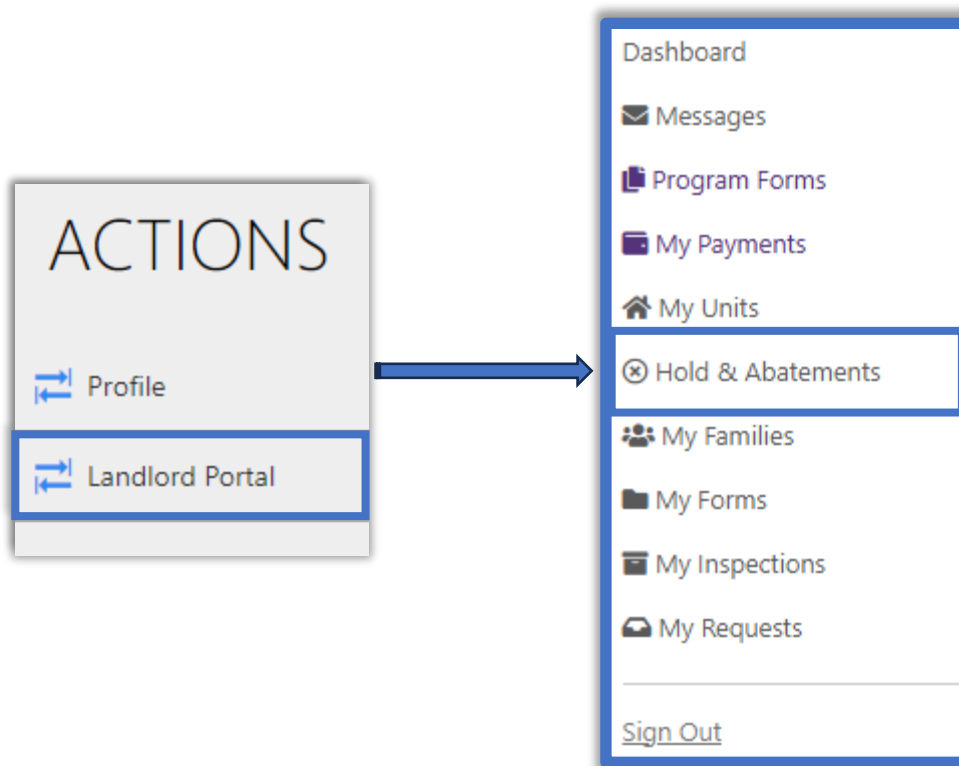 ACTIONS
Profile
Landlord Portal
Dashboard
Messages
Program Forms
My Payments
My Units
Hold & Abatements
My Families
My Forms
My Inspections
My Requests
Sign Out